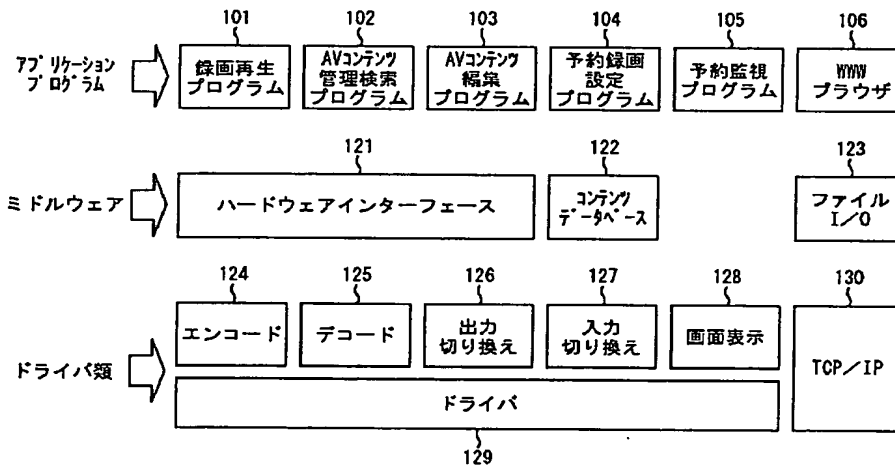 101 102 103 104 105 106
アプリケーション
プログラム
録画再生
プログラム
AVコンテンツ
管理検索
プログラム
AVコンテンツ
編集
プログラム
予約録画
設定
プログラム
予約監視
プログラム
WWW
ブラウザ
121 122 123
ミドルウェア
ハードウェアインターフェース
コンテンツ
データベース
ファイル
I/O
124 125 126 127 128 130
ドライバ類
エンコード
デコード
出力
切り換え
入力
切り換え
画面表示
TCP/IP
ドライバ
129